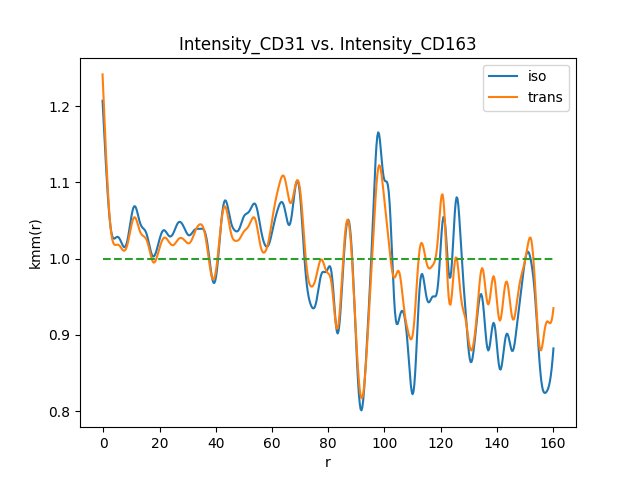 Intensity_CD31 vs. Intensity_CD163
iso
trans
kmm(r)
1.2
1.1
1.0
0.9
0.8
0 20 40 60 80 100 120 140 160
r